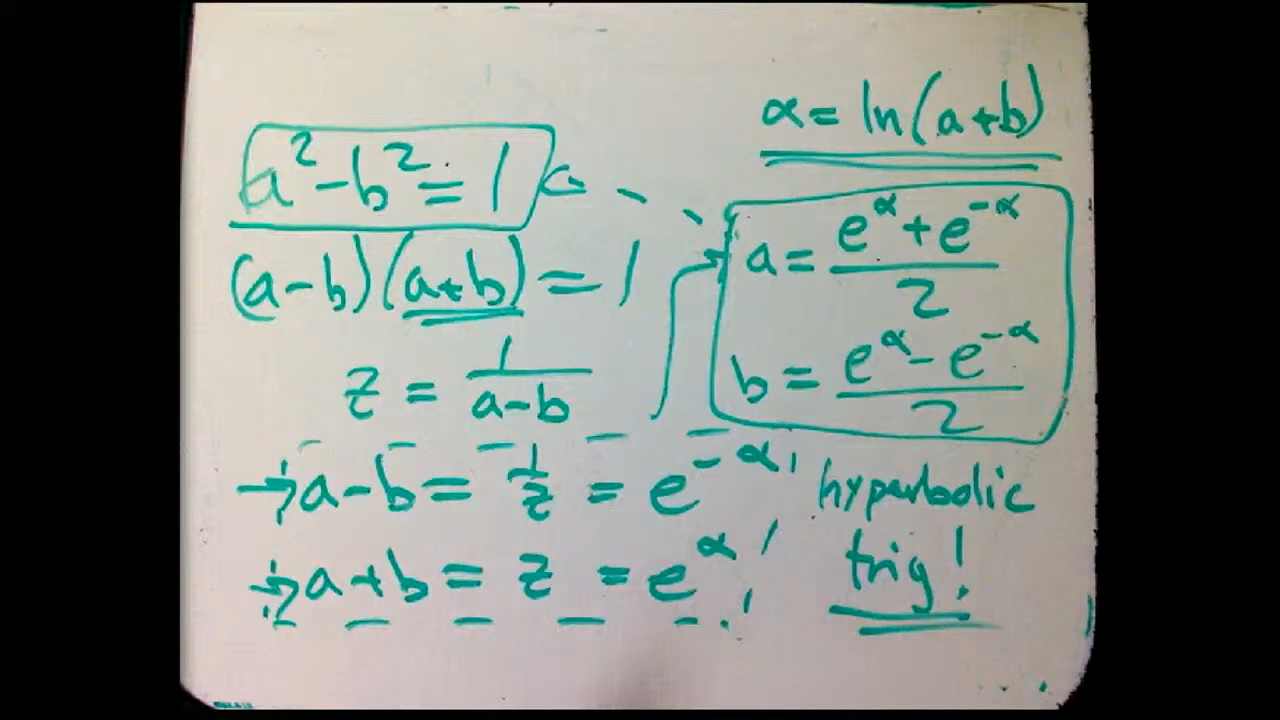 α = ln(a+b)
a² - b² = 1
(a-b)(a+b) = 1
a = (e^α + e^-α)/2
z = 1/(a-b)
b = (e^α - e^-α)/2
a-b = 1/z = e^-α
a+b = z = e^α
hyperbolic
trig!